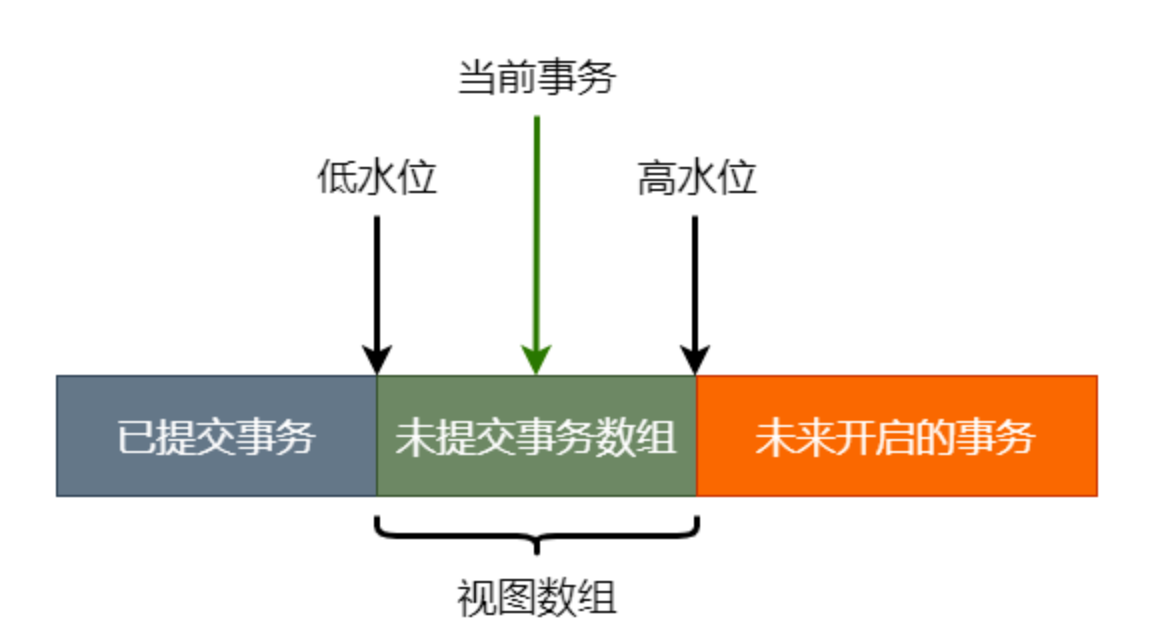 当前事务
低水位
高水位
已提交事务
未提交事务数组
未来开启的事务
视图数组